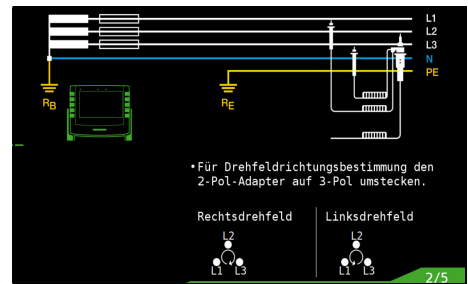 L1
L2
L3
N
PE
RB
RE
•Für Drehfeldrichtungsbestimmung den
2-Pol-Adapter auf 3-Pol umstecken.
Rechtsdrehfeld
Linksdrehfeld
L2
L1 L3
L2
L1 L3
2/5